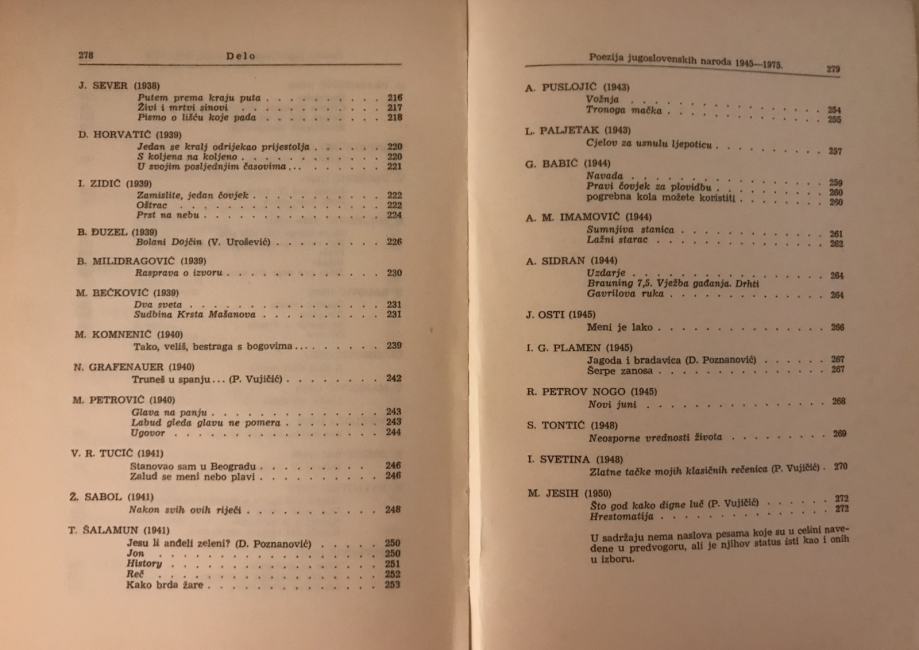 278 Delo
J. SEVER (1938)
Putem prema kraju puta . . . . . . . . . . 216
Živi i mrtvi sinovi . . . . . . . . . . . 217
Pismo o lišću koje pada . . . . . . . . . . 218
D. HORVATIĆ (1939)
Jedan se kralj odrijekao prijestolja . . . . . . 220
S koljena na koljeno . . . . . . . . . . . 220
U svojim posljednjim časovima ... . . . . . . 221
I. ZIDIĆ (1939)
Zamislite, jedan čovjek . . . . . . . . . . 222
Oštrac . . . . . . . . . . . . . . 222
Prst na nebu . . . . . . . . . . . . . 224
B. ĐUZEL (1939)
Bolani Dojčin (V. Urošević) . . . . . . . . 226
B. MILIDRAGOVIĆ (1939)
Rasprava o izvoru . . . . . . . . . . . 230
M. BEĆKOVIĆ (1939)
Dva sveta . . . . . . . . . . . . . . 231
Sudbina Krsta Mašanova . . . . . . . . . 231
M. KOMNENIĆ (1940)
Tako, veliš, bestraga s bogovima ... . . . . . 239
N. GRAFENAUER (1940)
Truneš u spanju ... (P. Vujičić) . . . . . . . 242
M. PETROVIĆ (1940)
Glava na panju . . . . . . . . . . . . 243
Labud gleda glavu ne pomera . . . . . . . . 243
Ugovor . . . . . . . . . . . . . . 244
V. R. TUCIĆ (1941)
Stanovao sam u Beogradu . . . . . . . . . 246
Zalud se meni nebo plavi . . . . . . . . . 246
Ž. SABOL (1941)
Nakon svih ovih riječi . . . . . . . . . . 248
T. ŠALAMUN (1941)
Jesu li anđeli zeleni? (D. Poznanović) . . . . . 250
Jon . . . . . . . . . . . . . . . 250
History . . . . . . . . . . . . . . 251
Reč . . . . . . . . . . . . . . . 252
Kako brda žare . . . . . . . . . . . . 253
Poezija jugoslovenskih naroda 1945—1975. 279
A. PUSLOJIĆ (1943)
Vožnja . . . . . . . . . . . . . . 254
Tronoga mačka . . . . . . . . . . . . 255
L. PALJETAK (1943)
Cjelov za usnulu ljepoticu . . . . . . . . . 257
G. BABIĆ (1944)
Navada . . . . . . . . . . . . . . 259
Pravi čovjek za plovidbu . . . . . . . . . 260
pogrebna kola možete koristiti . . . . . . . 260
A. M. IMAMOVIĆ (1944)
Sumnjiva stanica . . . . . . . . . . . 261
Lažni starac . . . . . . . . . . . . . 262
A. SIDRAN (1944)
Uzdarje . . . . . . . . . . . . . . 264
Brauning 7,5. Vježba gađanja. Drhti
Gavrilova ruka . . . . . . . . . . . . 264
J. OSTI (1945)
Meni je lako . . . . . . . . . . . . . 266
I. G. PLAMEN (1945)
Jagoda i bradavica (D. Poznanović) . . . . . . 267
Šerpe zanosa . . . . . . . . . . . . . 267
R. PETROV NOGO (1945)
Novi juni . . . . . . . . . . . . . . 268
S. TONTIĆ (1948)
Neosporne vrednosti života . . . . . . . . 269
I. SVETINA (1948)
Zlatne tačke mojih klasičnih rečenica (P. Vujičić) . 270
M. JESIH (1950)
Što god kako digne luč (P. Vujičić) . . . . . . 272
Hrestomatija . . . . . . . . . . . . . 272
U sadržaju nema naslova pesama koje su u celini nave-
dene u predvogoru, ali je njihov status isti kao i onih
u izboru.